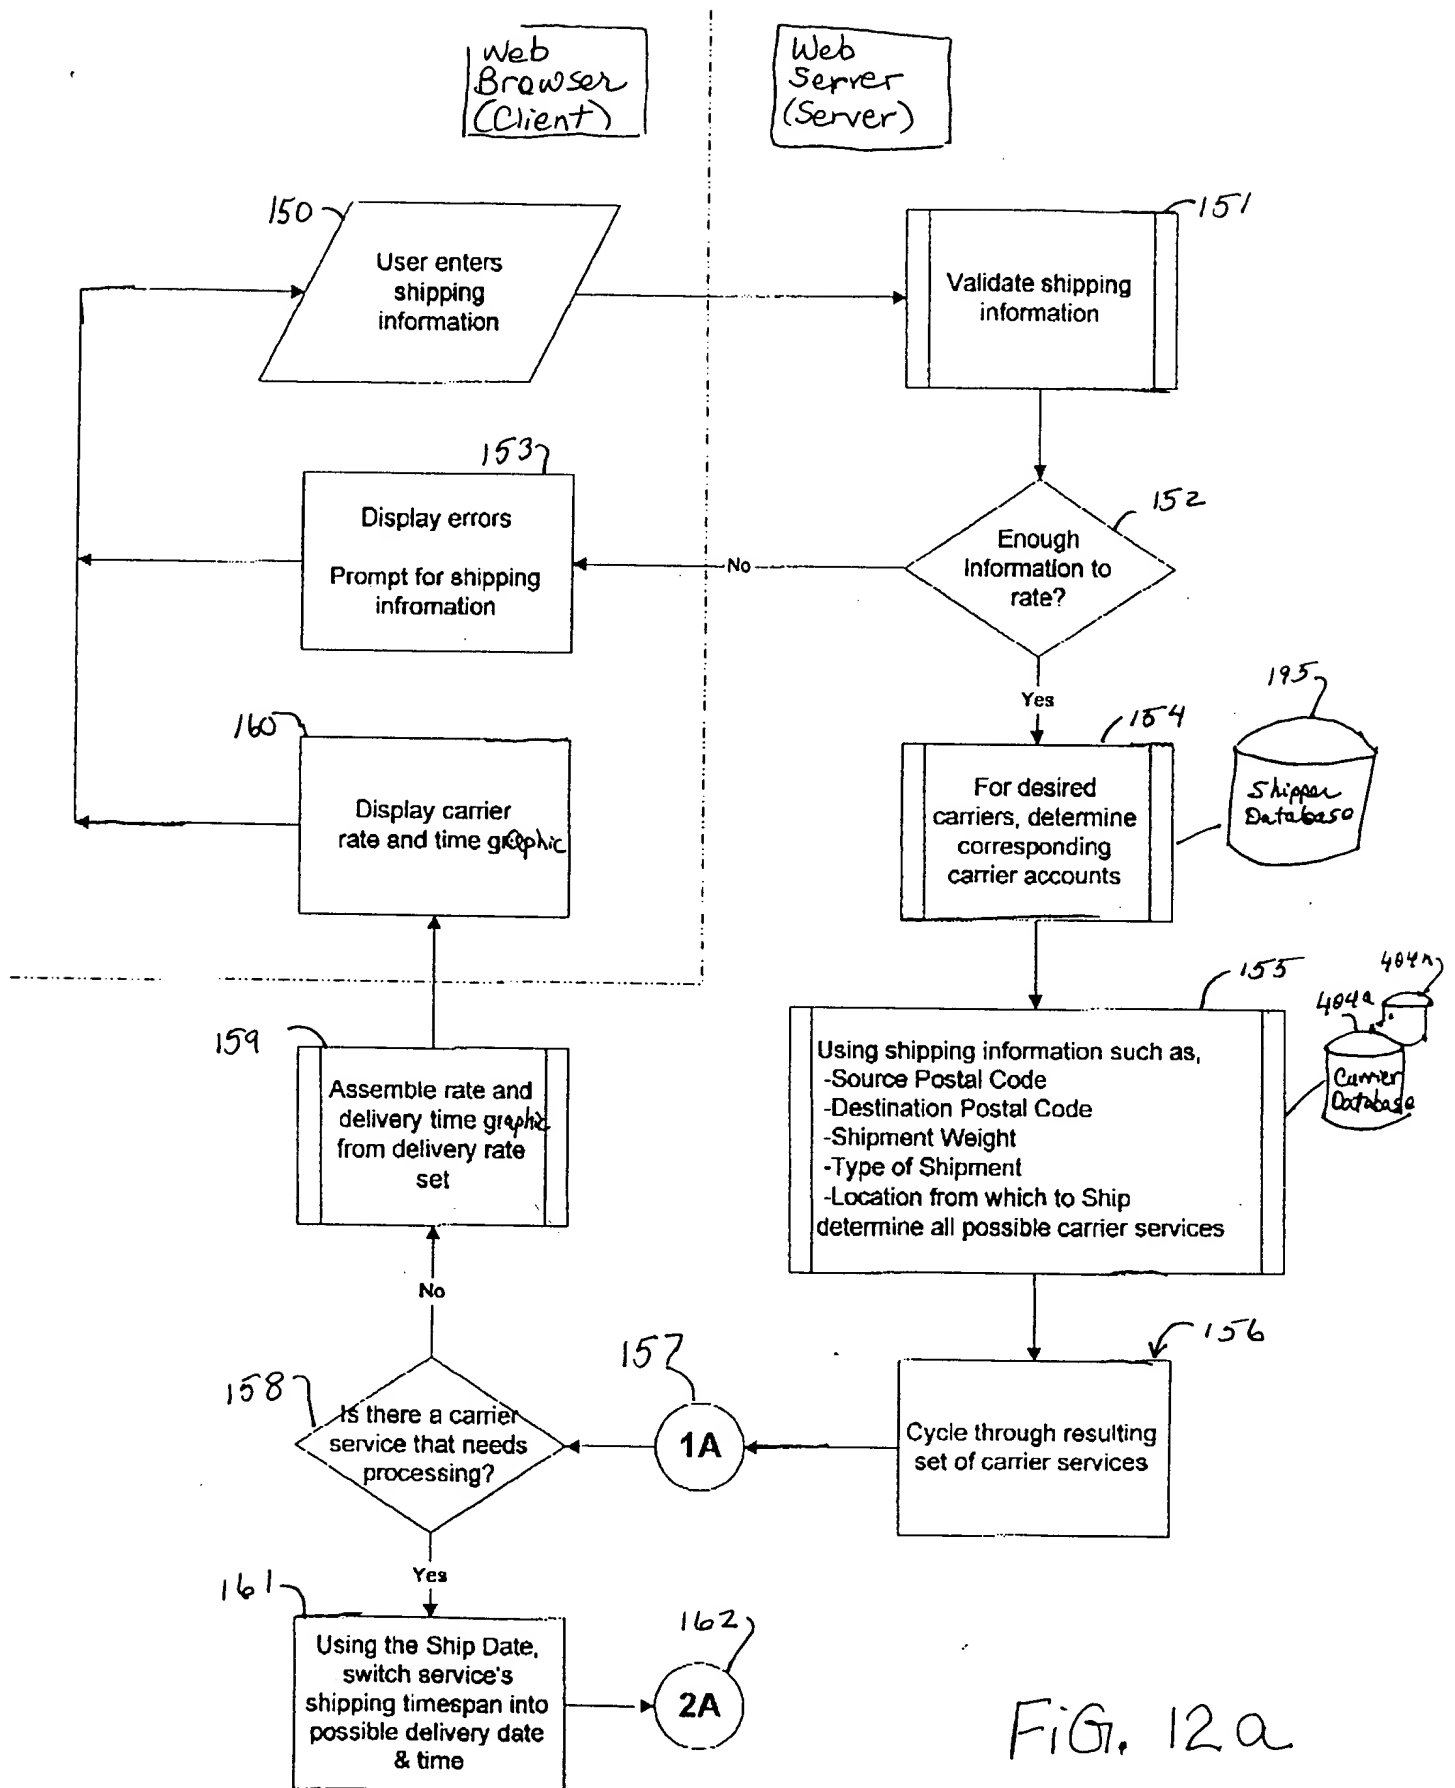 Web
Browser
(Client)
Web
Server
(Server)
150
User enters
shipping
information
151
Validate shipping
information
153
Display errors
Prompt for shipping
infromation
No
152
Enough
Information to
rate?
Yes
160
Display carrier
rate and time graphic
154
For desired
carriers, determine
corresponding
carrier accounts
195
Shipper
Database
159
Assemble rate and
delivery time graphic
from delivery rate
set
155
Using shipping information such as,
-Source Postal Code
-Destination Postal Code
-Shipment Weight
-Type of Shipment
-Location from which to Ship
determine all possible carrier services
404a
404n
Carrier
Database
No
158
Is there a carrier
service that needs
processing?
157
1A
156
Cycle through resulting
set of carrier services
Yes
161
Using the Ship Date,
switch service's
shipping timespan into
possible delivery date
& time
162
2A
FiG. 12a